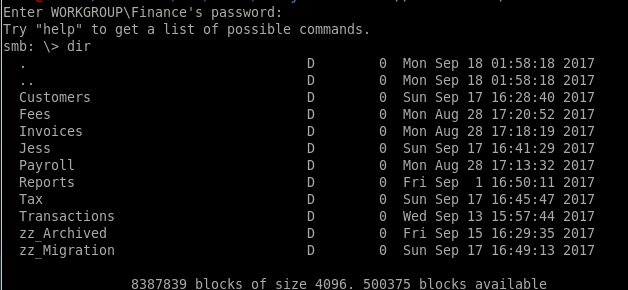 Enter WORKGROUP\Finance's password:
Try "help" to get a list of possible commands.
smb: \> dir
. D 0 Mon Sep 18 01:58:18 2017
.. D 0 Mon Sep 18 01:58:18 2017
Customers D 0 Sun Sep 17 16:28:40 2017
Fees D 0 Mon Aug 28 17:20:52 2017
Invoices D 0 Mon Aug 28 17:18:19 2017
Jess D 0 Sun Sep 17 16:41:29 2017
Payroll D 0 Mon Aug 28 17:13:32 2017
Reports D 0 Fri Sep  1 16:50:11 2017
Tax D 0 Sun Sep 17 16:45:47 2017
Transactions D 0 Wed Sep 13 15:57:44 2017
zz_Archived D 0 Fri Sep 15 16:29:35 2017
zz_Migration D 0 Sun Sep 17 16:49:13 2017
8387839 blocks of size 4096. 500375 blocks available